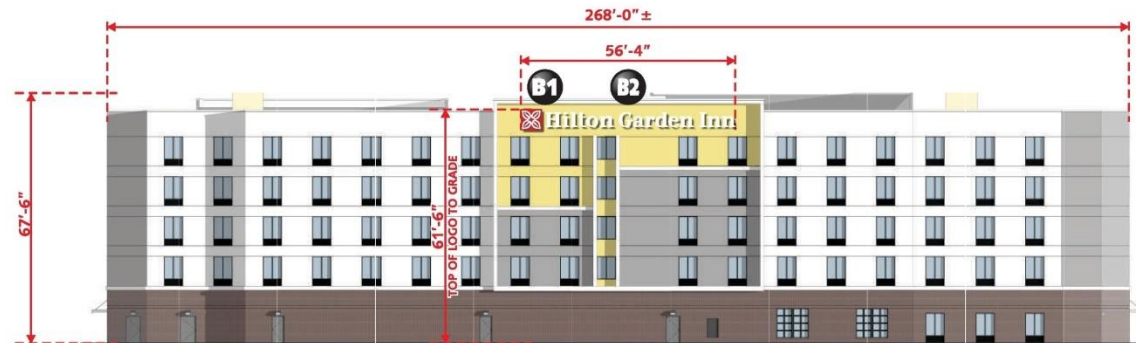 268'-0" ±
56'-4"
B1
B2
Hilton Garden Inn
67'-6"
61'-6"
TOP OF LOGO TO GRADE